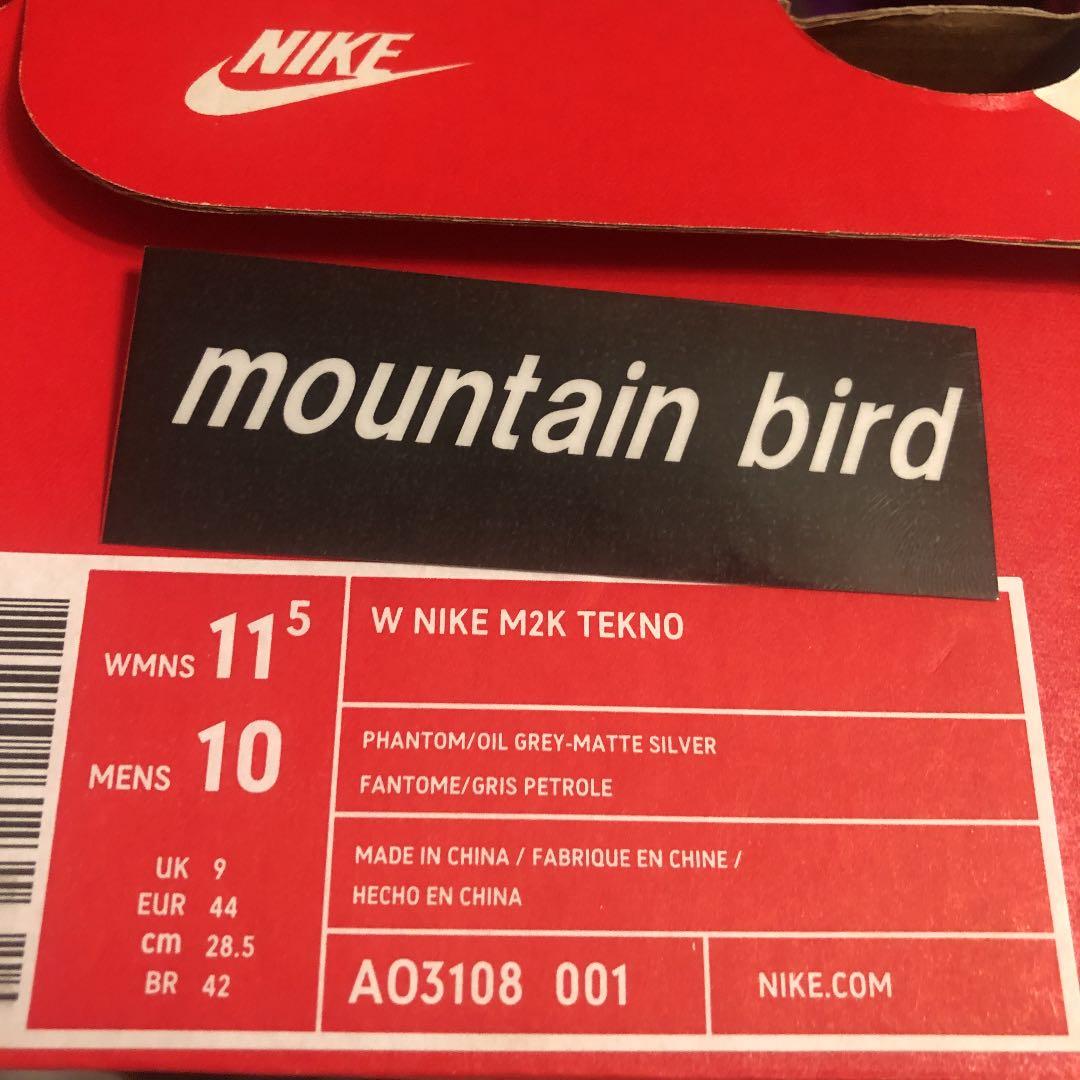 NIKE
mountain bird
WMNS 11 5
MENS 10
UK 9
EUR 44
cm 28.5
BR 42
W NIKE M2K TEKNO
PHANTOM/OIL GREY-MATTE SILVER
FANTOME/GRIS PETROLE
MADE IN CHINA / FABRIQUE EN CHINE /
HECHO EN CHINA
AO3108 001
NIKE.COM